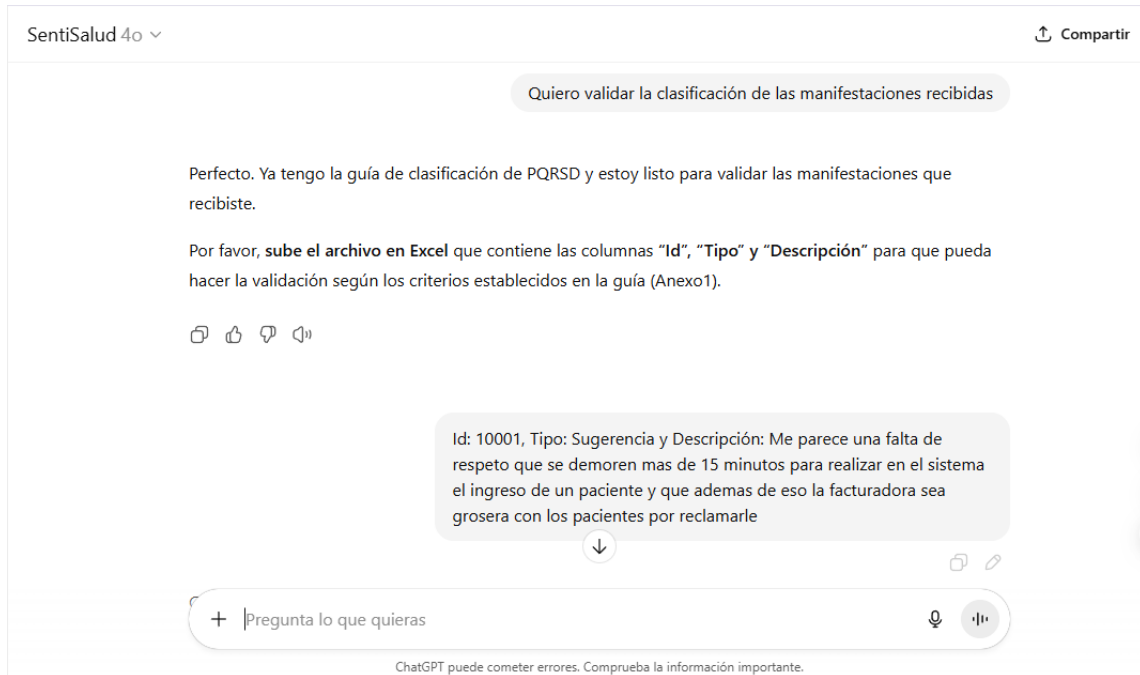 SentiSalud 4o
Compartir
Quiero validar la clasificación de las manifestaciones recibidas
Perfecto. Ya tengo la guía de clasificación de PQRSD y estoy listo para validar las manifestaciones que
recibiste.
Por favor, sube el archivo en Excel que contiene las columnas “Id”, “Tipo” y “Descripción” para que pueda
hacer la validación según los criterios establecidos en la guía (Anexo1).
Id: 10001, Tipo: Sugerencia y Descripción: Me parece una falta de
respeto que se demoren mas de 15 minutos para realizar en el sistema
el ingreso de un paciente y que ademas de eso la facturadora sea
grosera con los pacientes por reclamarle
Pregunta lo que quieras
ChatGPT puede cometer errores. Comprueba la información importante.